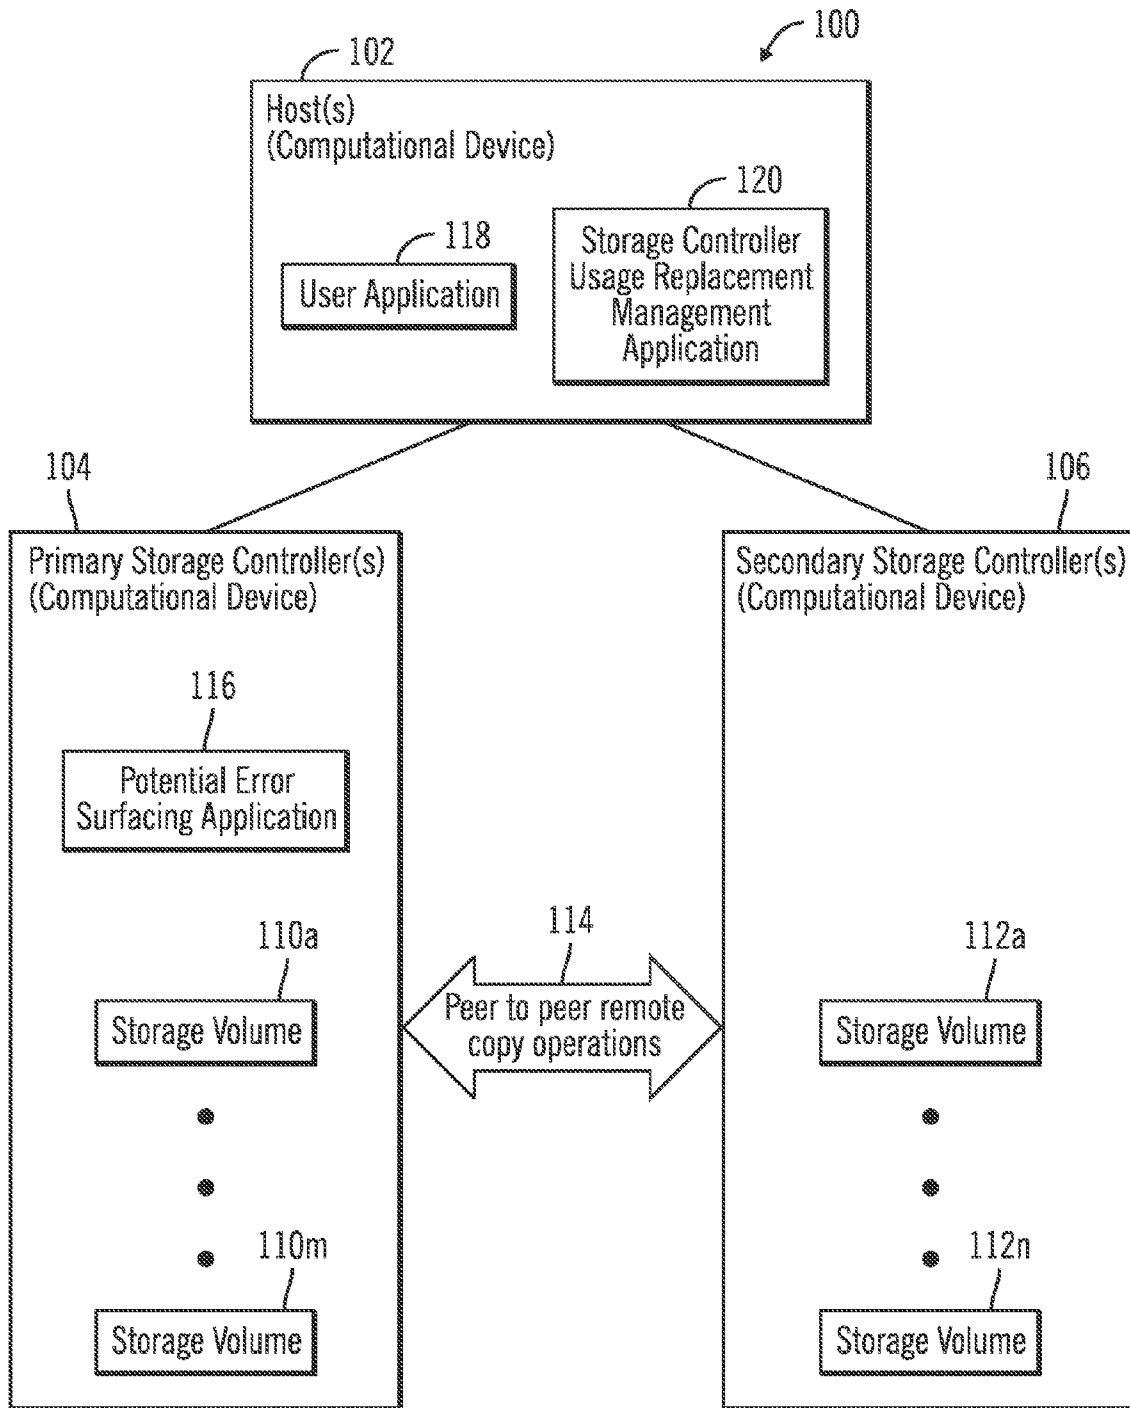 100
102
Host(s)
(Computational Device)
120
118
User Application
Storage Controller
Usage Replacement
Management
Application
104
106
Primary Storage Controller(s)
(Computational Device)
Secondary Storage Controller(s)
(Computational Device)
116
Potential Error
Surfacing Application
110a
Storage Volume
114
Peer to peer remote
copy operations
112a
Storage Volume
110m
Storage Volume
112n
Storage Volume